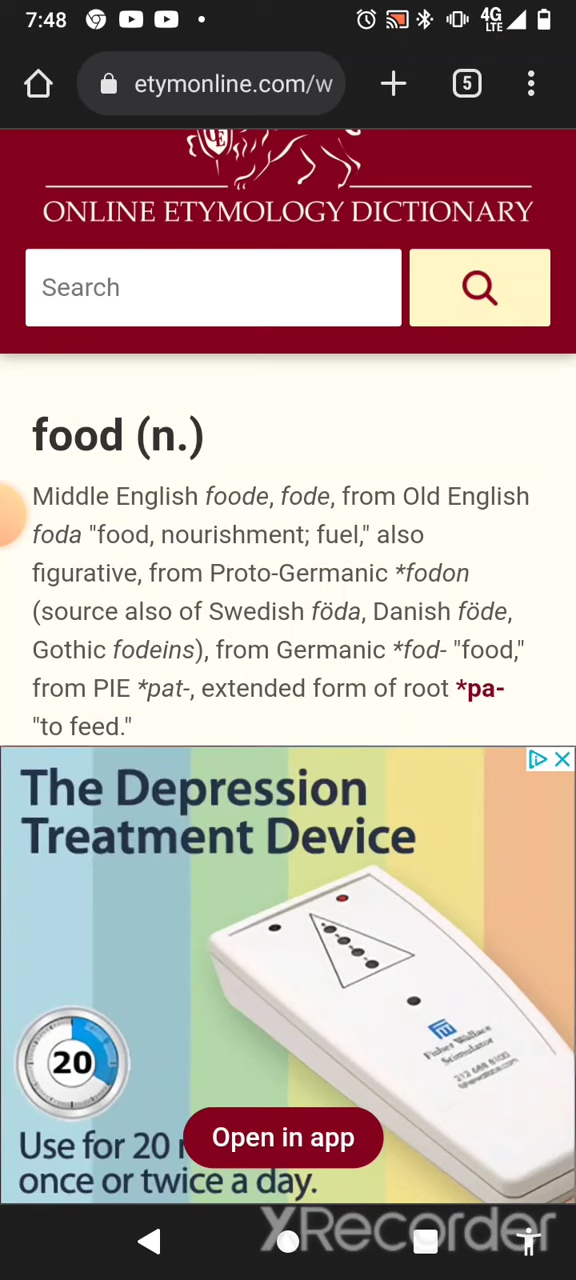 7:48
4G
LTE
etymonline.com/w
5
ONLINE ETYMOLOGY DICTIONARY
Search
food (n.)
Middle English foode, fode, from Old English
foda "food, nourishment; fuel," also
figurative, from Proto-Germanic *fodon
(source also of Swedish föda, Danish föde,
Gothic fodeins), from Germanic *fod- "food,"
from PIE *pat-, extended form of root *pa-
"to feed."
The Depression
Treatment Device
Fisher Wallace
Stimulator
20
Open in app
Use for 20
once or twice a day.
XRecorder